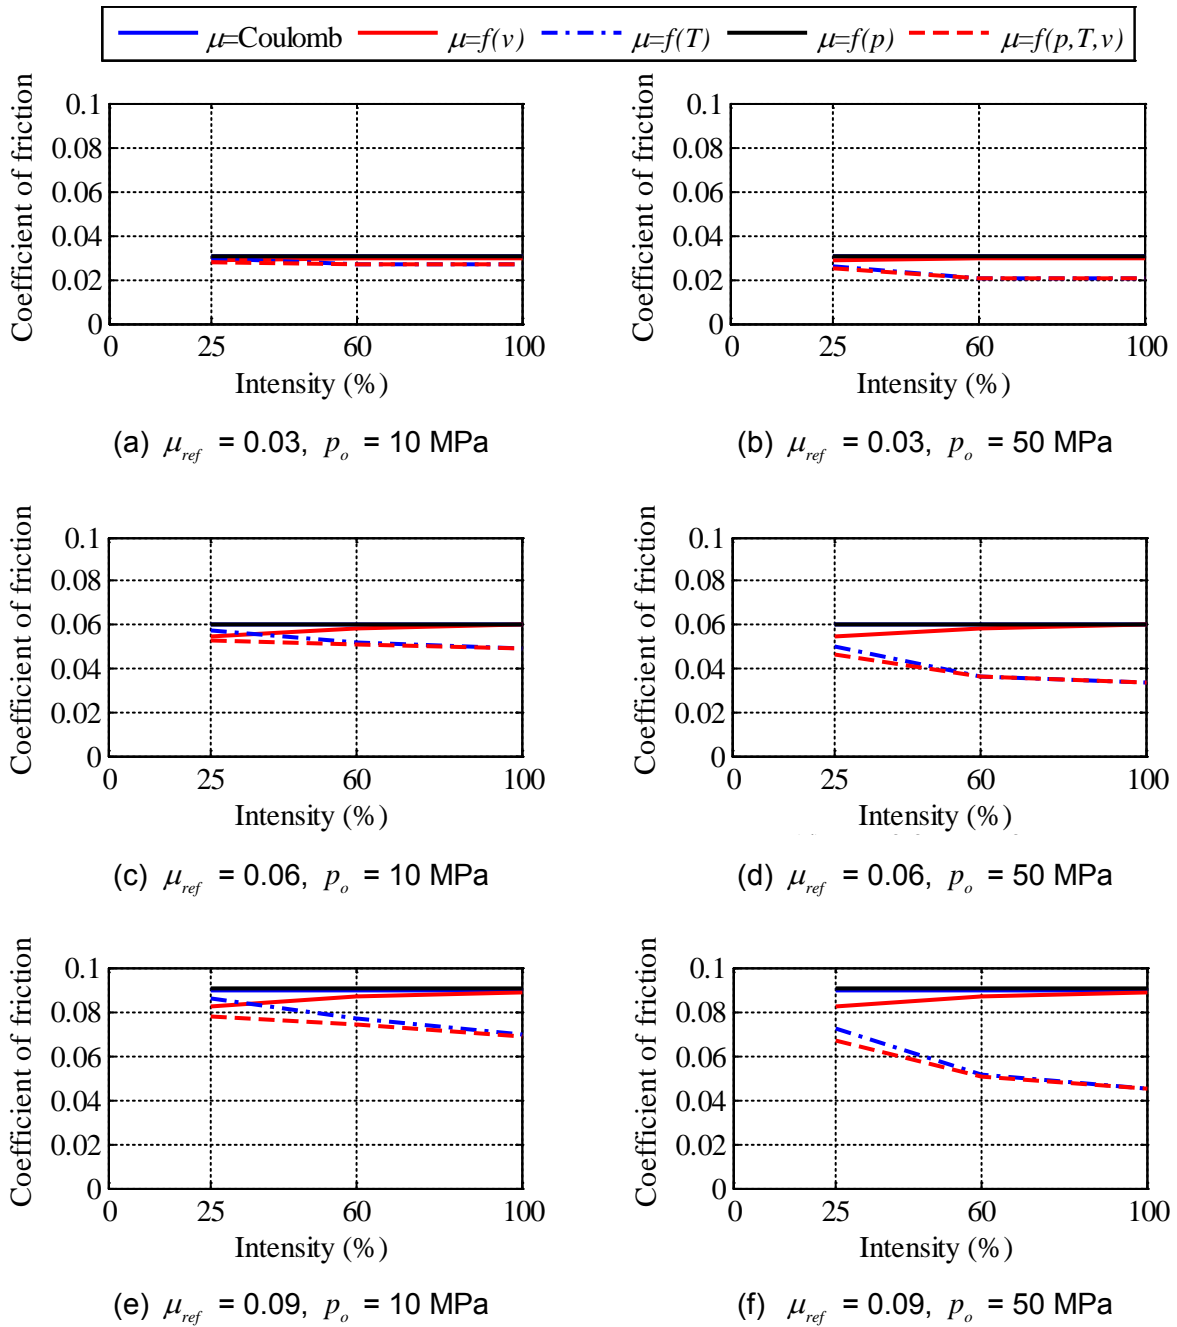 μ=Coulomb μ=f(v) μ=f(T) μ=f(p) μ=f(p,T,v)
Coefficient of friction
0.1
0.08
0.06
0.04
0.02
0
0 25 60 100
Intensity (%)
(a) μref = 0.03, po = 10 MPa
Coefficient of friction
0.1
0.08
0.06
0.04
0.02
0
0 25 60 100
Intensity (%)
(b) μref = 0.03, po = 50 MPa
Coefficient of friction
0.1
0.08
0.06
0.04
0.02
0
0 25 60 100
Intensity (%)
(c) μref = 0.06, po = 10 MPa
Coefficient of friction
0.1
0.08
0.06
0.04
0.02
0
0 25 60 100
Intensity (%)
(d) μref = 0.06, po = 50 MPa
Coefficient of friction
0.1
0.08
0.06
0.04
0.02
0
0 25 60 100
Intensity (%)
(e) μref = 0.09, po = 10 MPa
Coefficient of friction
0.1
0.08
0.06
0.04
0.02
0
0 25 60 100
Intensity (%)
(f) μref = 0.09, po = 50 MPa